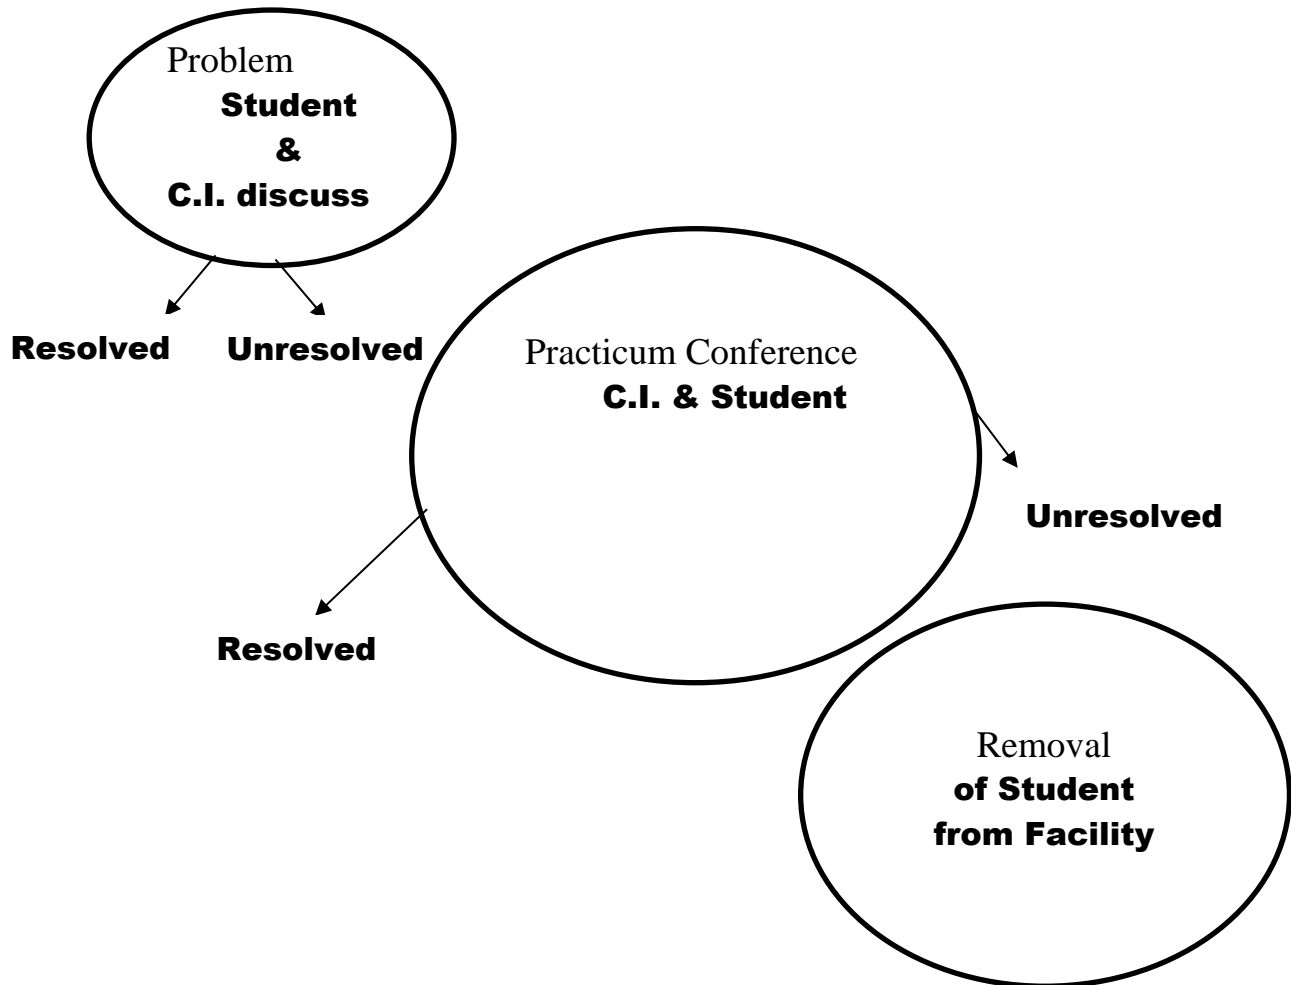 Problem
Student
&
C.I. discuss
Resolved
Unresolved
Practicum Conference
C.I. & Student
Unresolved
Resolved
Removal
of Student
from Facility